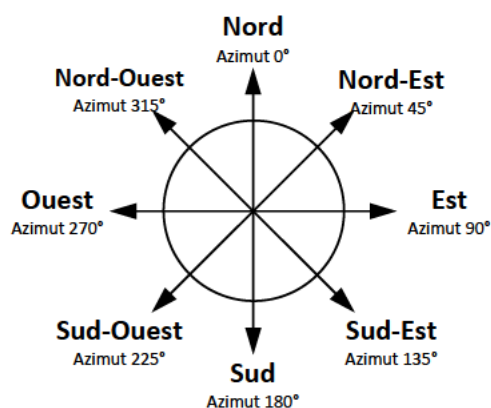 Nord
Azimut 0°
Nord-Ouest
Azimut 315°
Nord-Est
Azimut 45°
Ouest
Azimut 270°
Est
Azimut 90°
Sud-Ouest
Azimut 225°
Sud-Est
Azimut 135°
Sud
Azimut 180°